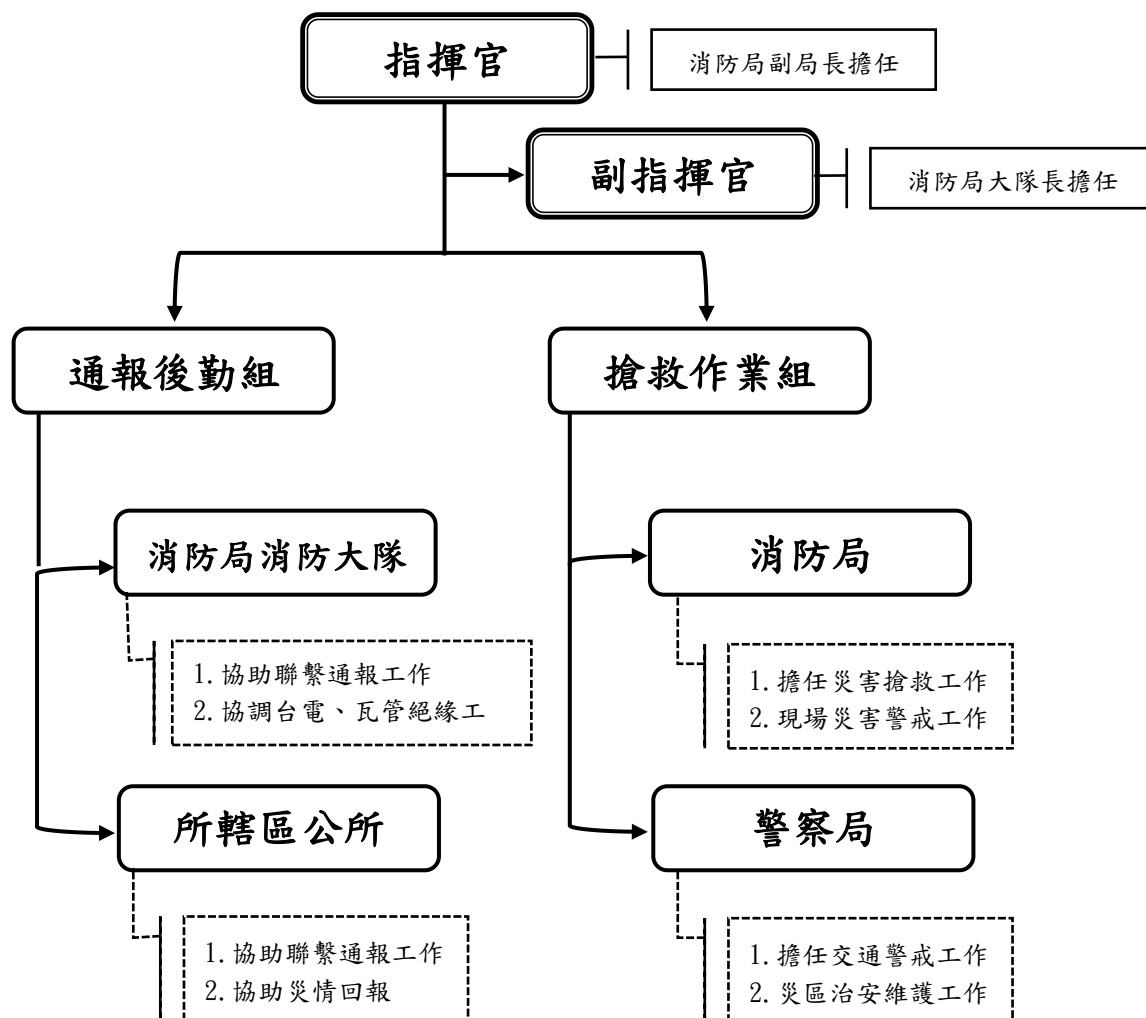 指揮官
消防局副局長擔任
副指揮官
消防局大隊長擔任
通報後勤組
搶救作業組
消防局消防大隊
消防局
1.協助聯繫通報工作
2.協調台電、瓦管絕緣工
1.擔任災害搶救工作
2.現場災害警戒工作
所轄區公所
警察局
1.協助聯繫通報工作
2.協助災情回報
1.擔任交通警戒工作
2.災區治安維護工作